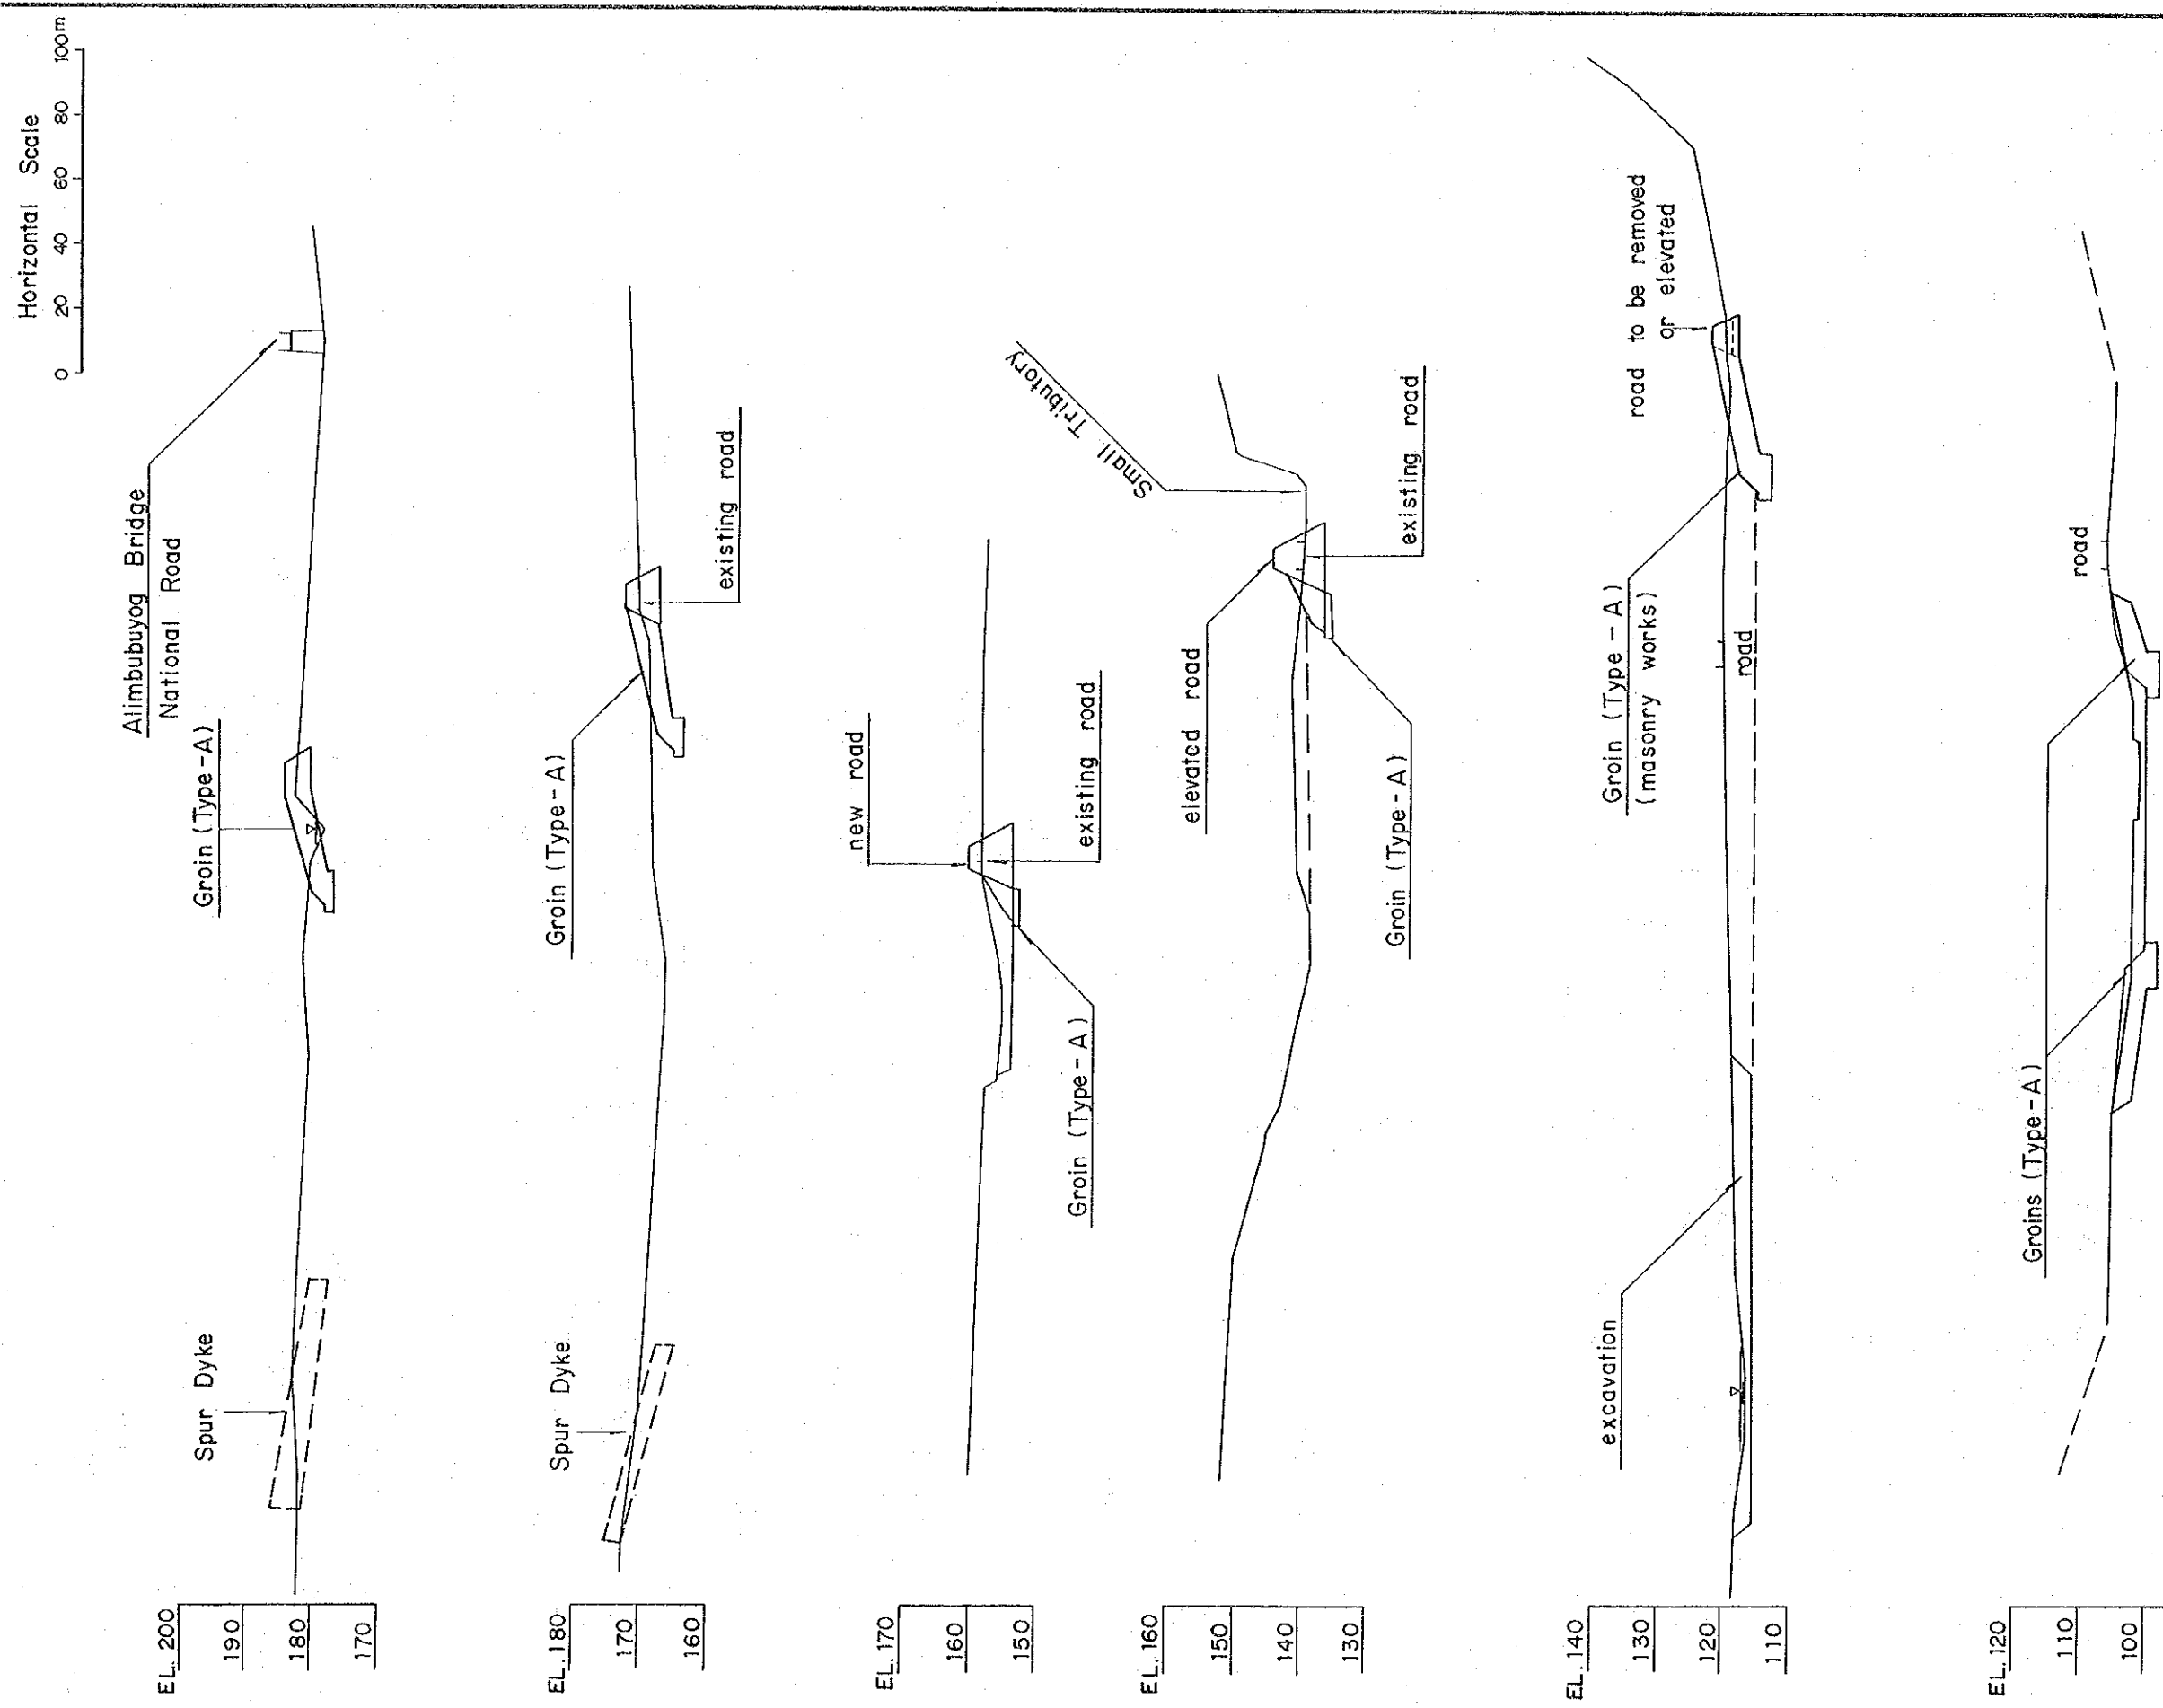 Horizontal Scale
0 20 40 60 80 100m
Alimbubuyog Bridge
National Road
Groin (Type-A)
Spur Dyke
EL. 200
190
180
170
existing road
Groin (Type-A)
Spur Dyke
EL. 180
170
160
new road
existing road
Groin (Type-A)
EL. 170
160
150
Small Tributory
elevated road
existing road
Groin (Type-A)
EL. 160
150
140
130
road to be removed
or elevated
Groin (Type-A)
(masonry works)
road
excavation
EL. 140
130
120
110
road
Groins (Type-A)
EL. 120
110
100